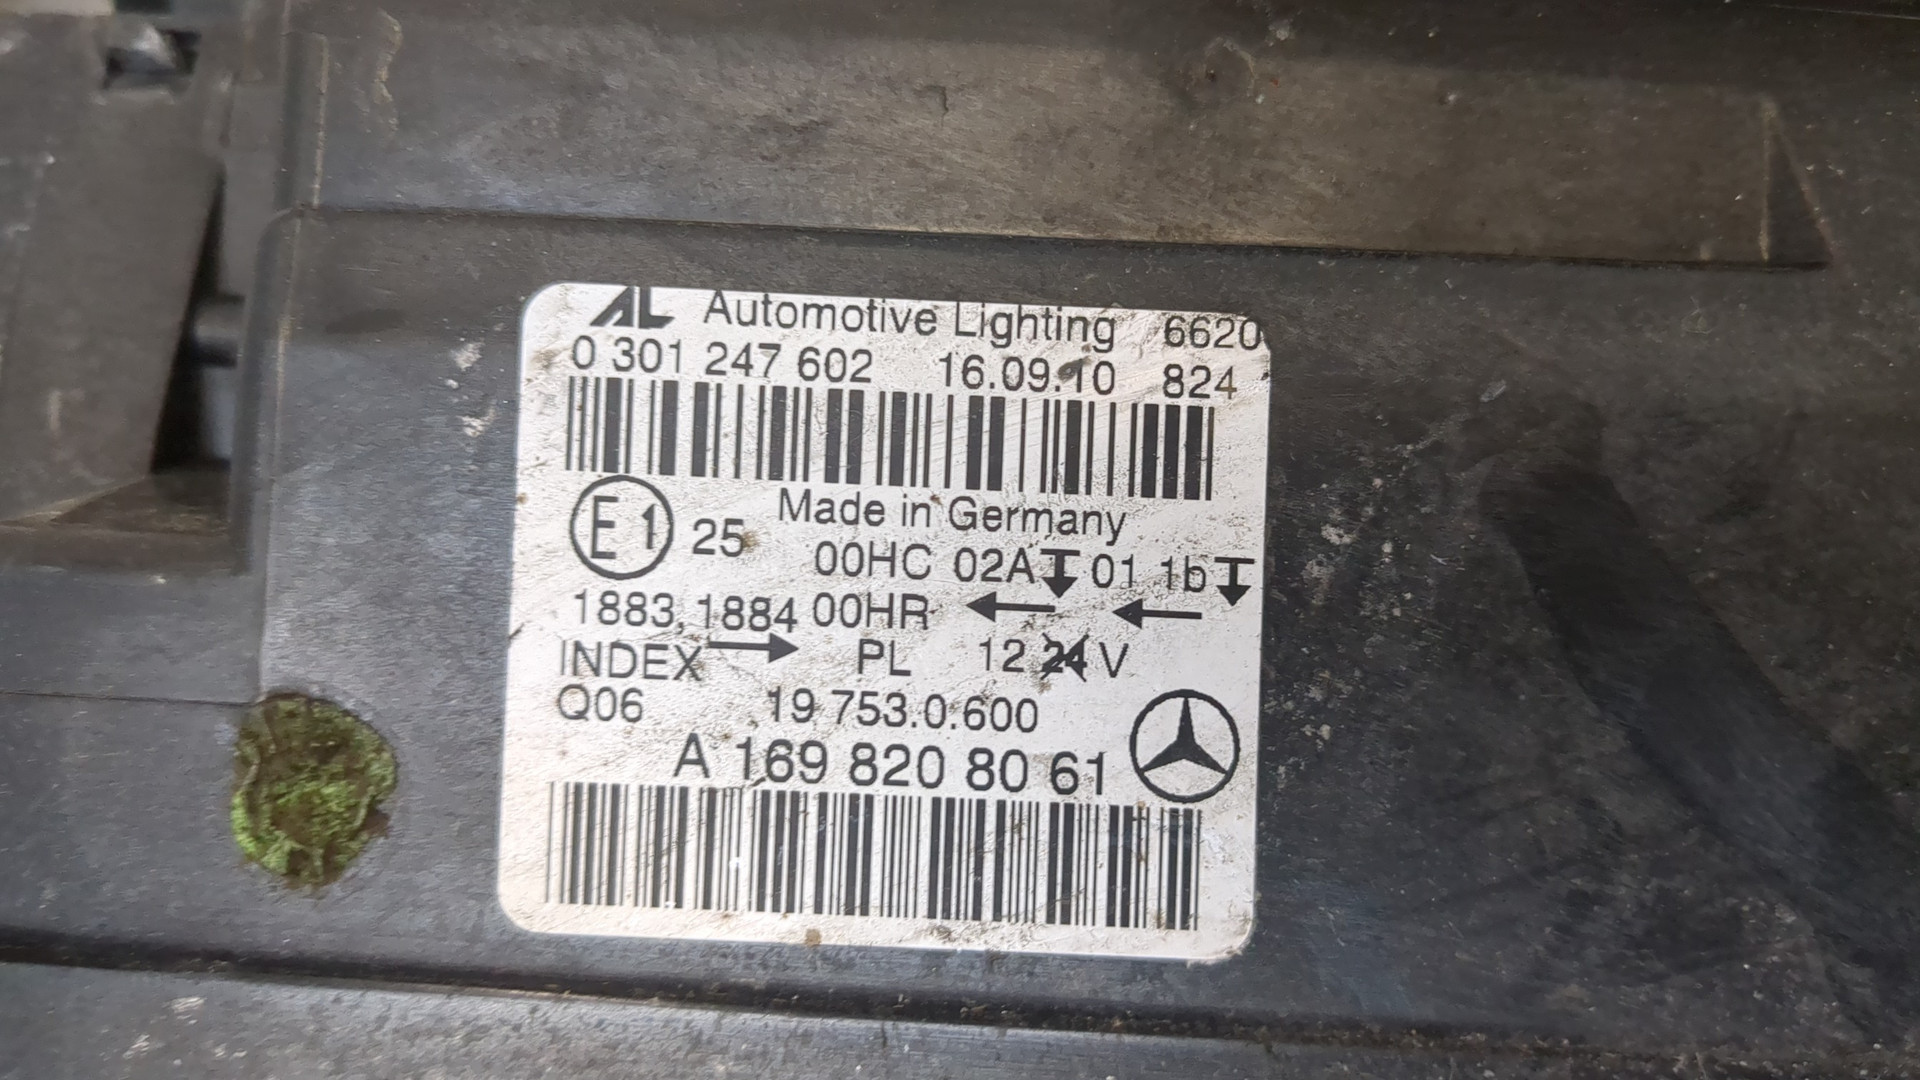 AL Automotive Lighting 6620
0 301 247 602 16.09.10 824
Made in Germany
E1 25 00HC 02A 01 1b
1883, 1884 00HR ← ←
INDEX → PL 12 24 V
Q06 19 753.0.600
A 169 820 80 61